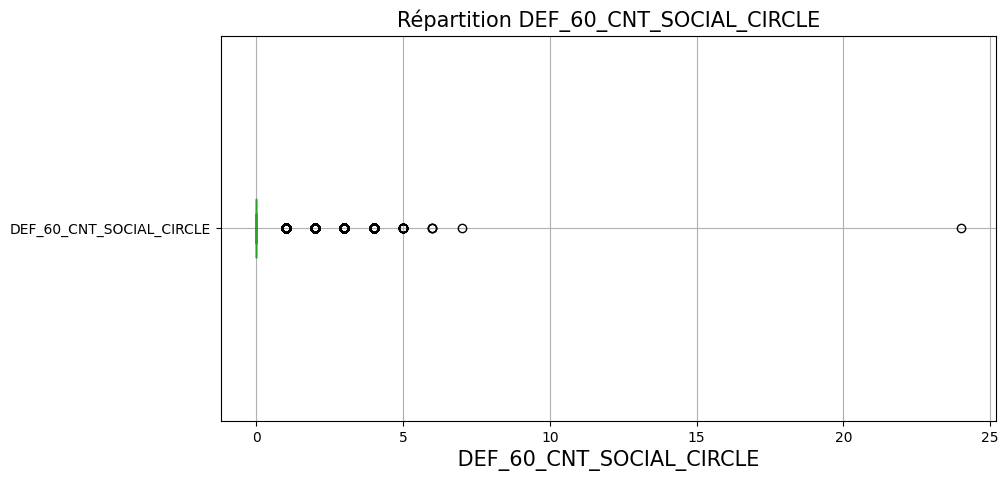 Répartition DEF_60_CNT_SOCIAL_CIRCLE
DEF_60_CNT_SOCIAL_CIRCLE
0 5 10 15 20 25
DEF_60_CNT_SOCIAL_CIRCLE